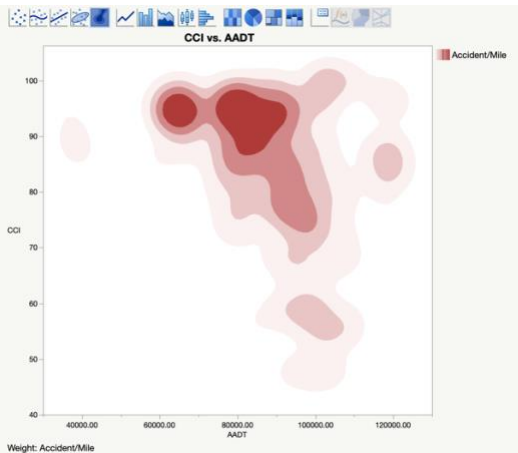 CCI vs. AADT
Accident/Mile
100
90
80
CCI
70
60
50
40
40000.00 60000.00 80000.00 100000.00 120000.00
AADT
Weight: Accident/Mile